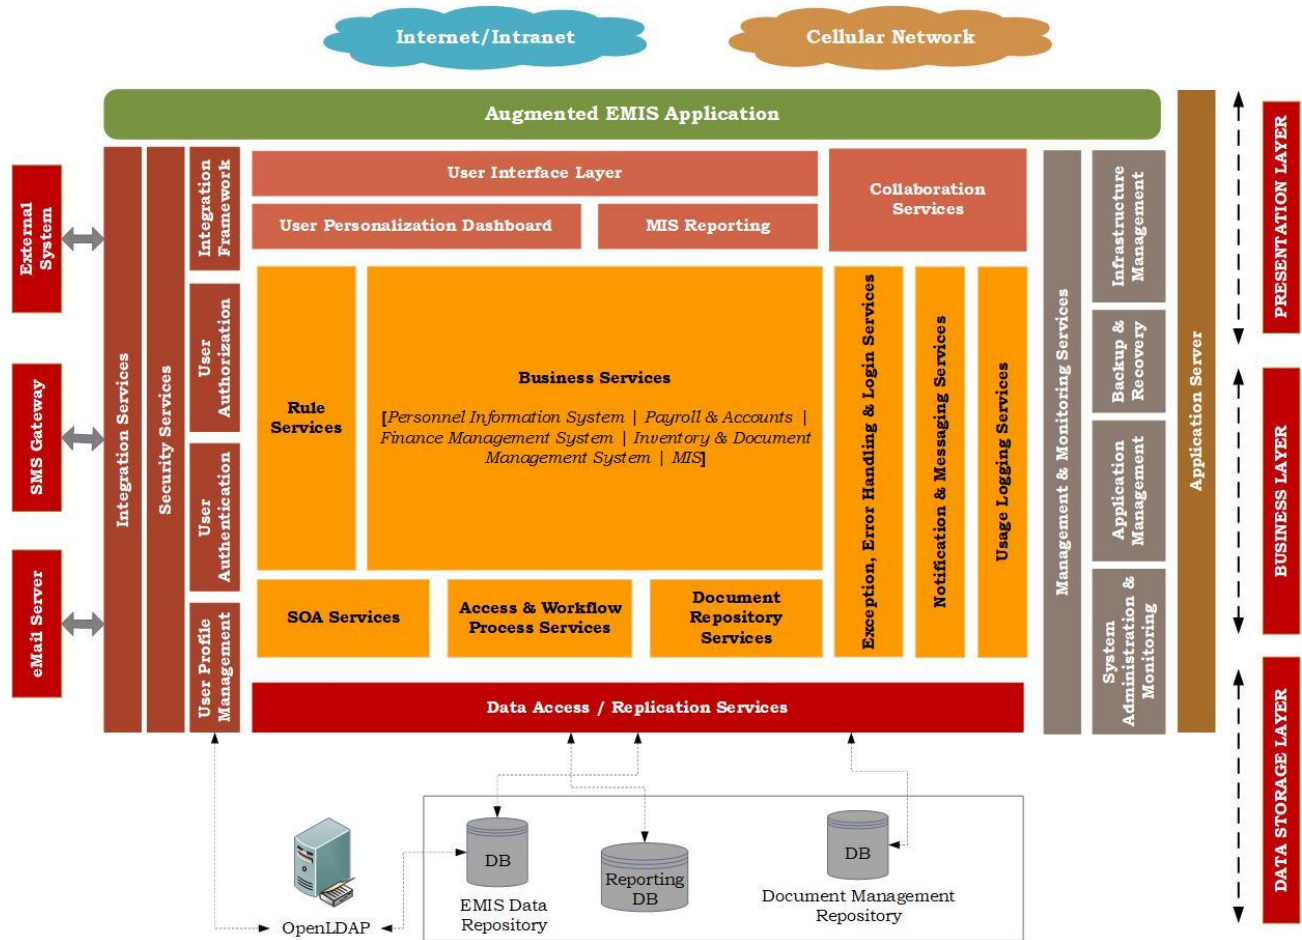 Internet/Intranet
Cellular Network
Augmented EMIS Application
External
System
SMS Gateway
eMail Server
Integration Services
Security Services
Integration
Framework
User
Authorization
User
Authentication
User Profile
Management
User Interface Layer
User Personalization Dashboard
MIS Reporting
Collaboration
Services
Rule
Services
Business Services
[Personnel Information System | Payroll & Accounts |
Finance Management System | Inventory & Document
Management System | MIS]
Exception, Error Handling & Login Services
Notification & Messaging Services
Usage Logging Services
SOA Services
Access & Workflow
Process Services
Document
Repository
Services
Data Access / Replication Services
Management & Monitoring Services
Infrastructure
Management
Backup &
Recovery
Application
Management
System
Administration &
Monitoring
Application Server
PRESENTATION LAYER
BUSINESS LAYER
DATA STORAGE LAYER
OpenLDAP
DB
EMIS Data
Repository
Reporting
DB
DB
Document Management
Repository